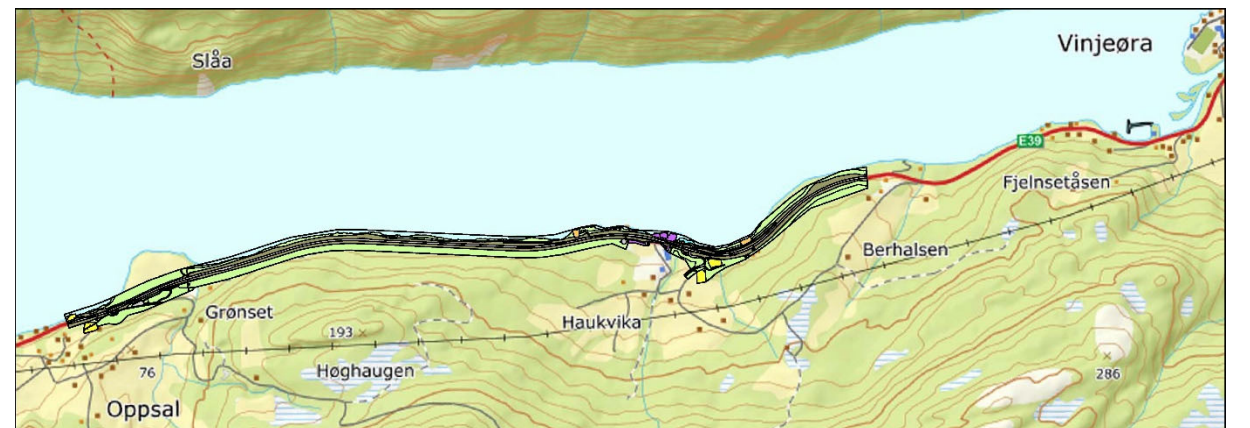 Vinjeøra
Slåa
E39
Fjelnsetåsen
Berhalsen
Grønset
Haukvika
193
76
Høghaugen
286
Oppsal